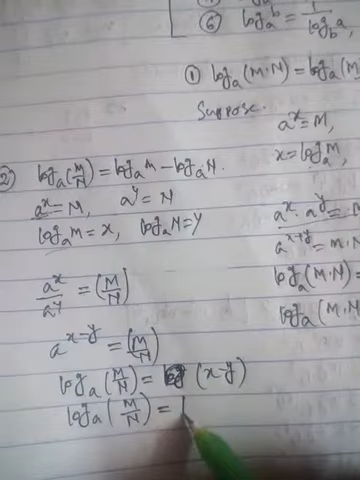 ⑥ log_a b = 1/log_b a,
① log_a(M·N) = log_a(M
Suppose.
a^x = M,
x = log_a M,
a^x · a^y = M·
a^(x+y) = M·N
log_a(M·N) =
log_a(M·
② log_a(M/N) = log_a M − log_a N.
a^x = M, a^y = N
log_a M = x, log_a N = y
a^x/a^y = (M/N)
a^(x−y) = (M/N)
log_a(M/N) = (x−y)
log_a(M/N) =